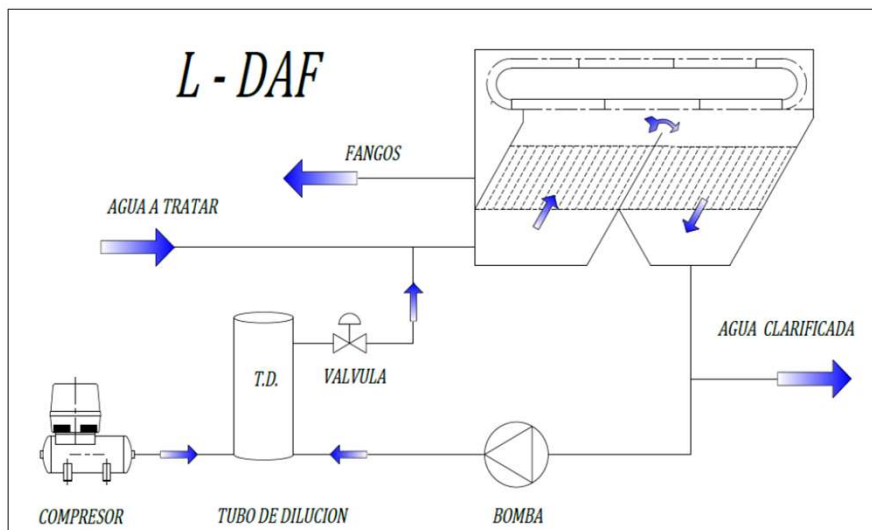 L - DAF
FANGOS
AGUA A TRATAR
AGUA CLARIFICADA
T.D.
VALVULA
COMPRESOR
TUBO DE DILUCION
BOMBA